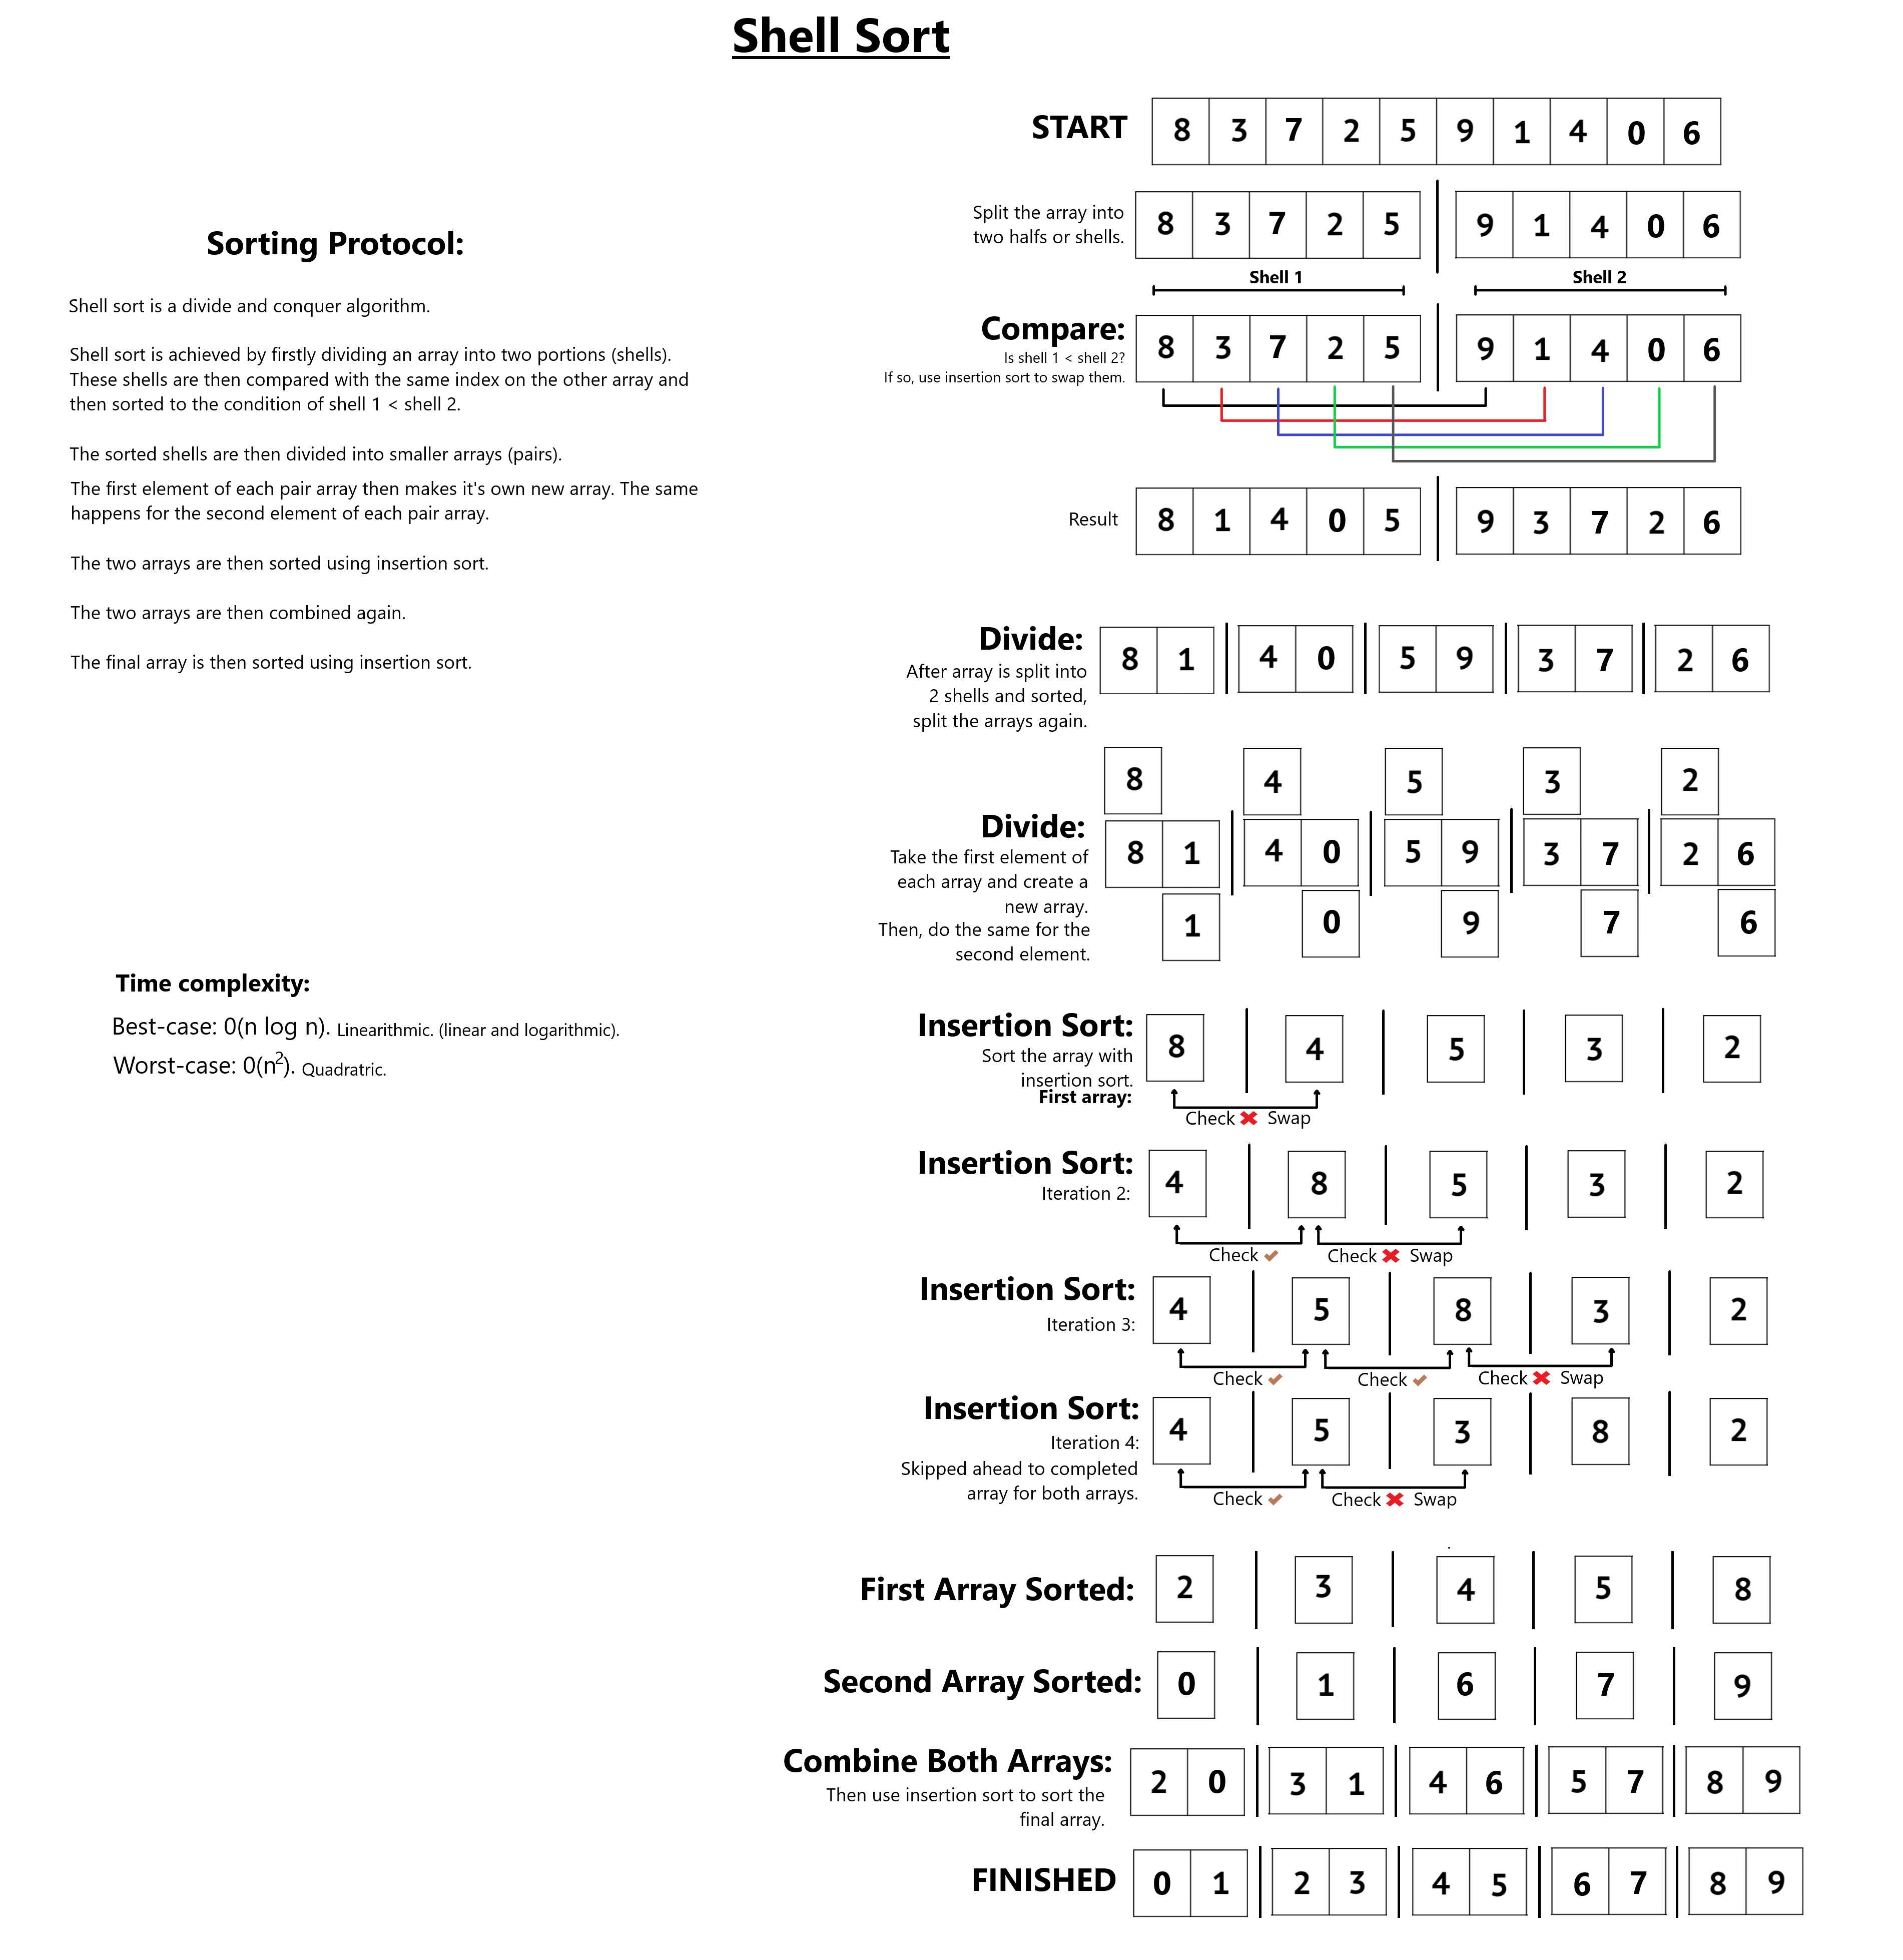 Shell Sort
Sorting Protocol:
Shell sort is a divide and conquer algorithm.
Shell sort is achieved by firstly dividing an array into two portions (shells).
These shells are then compared with the same index on the other array and
then sorted to the condition of shell 1 < shell 2.
The sorted shells are then divided into smaller arrays (pairs).
The first element of each pair array then makes it's own new array. The same
happens for the second element of each pair array.
The two arrays are then sorted using insertion sort.
The two arrays are then combined again.
The final array is then sorted using insertion sort.
Time complexity:
Best-case: 0(n log n). Linearithmic. (linear and logarithmic).
Worst-case: 0(n²). Quadratric.
START
8 3 7 2 5 9 1 4 0 6
Split the array into
two halfs or shells.
8 3 7 2 5 9 1 4 0 6
Shell 1 Shell 2
Compare:
Is shell 1 < shell 2?
If so, use insertion sort to swap them.
8 3 7 2 5 9 1 4 0 6
Result
8 1 4 0 5 9 3 7 2 6
Divide:
After array is split into
2 shells and sorted,
split the arrays again.
8 1 4 0 5 9 3 7 2 6
8 4 5 3 2
Divide:
Take the first element of
each array and create a
new array.
Then, do the same for the
second element.
8 1 4 0 5 9 3 7 2 6
1 0 9 7 6
Insertion Sort:
Sort the array with
insertion sort.
First array:
8 4 5 3 2
Check Swap
Insertion Sort:
Iteration 2:
4 8 5 3 2
Check Check Swap
Insertion Sort:
Iteration 3:
4 5 8 3 2
Check Check Check Swap
Insertion Sort:
Iteration 4:
Skipped ahead to completed
array for both arrays.
4 5 3 8 2
Check Check Swap
First Array Sorted:
2 3 4 5 8
Second Array Sorted:
0 1 6 7 9
Combine Both Arrays:
Then use insertion sort to sort the
final array.
2 0 3 1 4 6 5 7 8 9
FINISHED
0 1 2 3 4 5 6 7 8 9